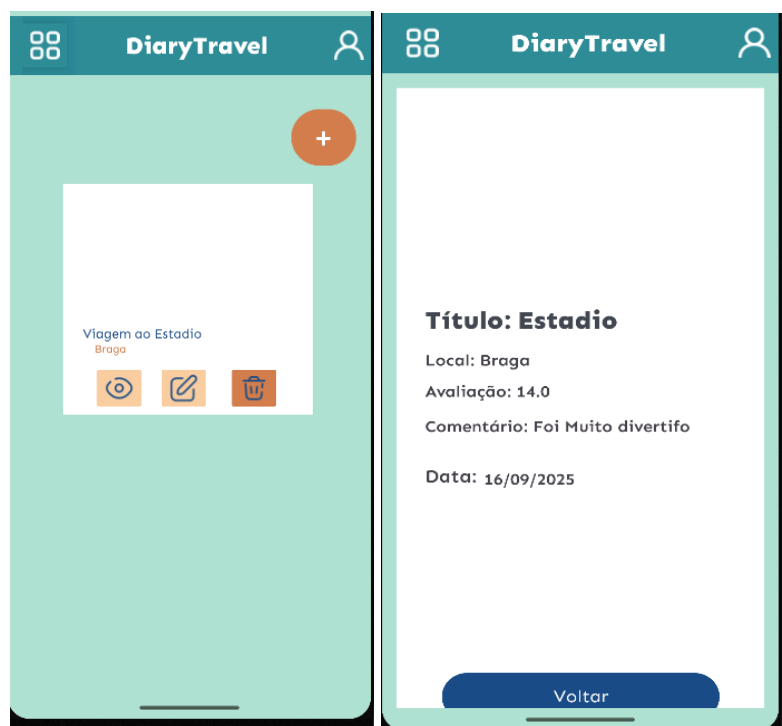 DiaryTravel
+
Viagem ao Estadio
Braga
DiaryTravel
Título: Estadio
Local: Braga
Avaliação: 14.0
Comentário: Foi Muito divertifo
Data: 16/09/2025
Voltar